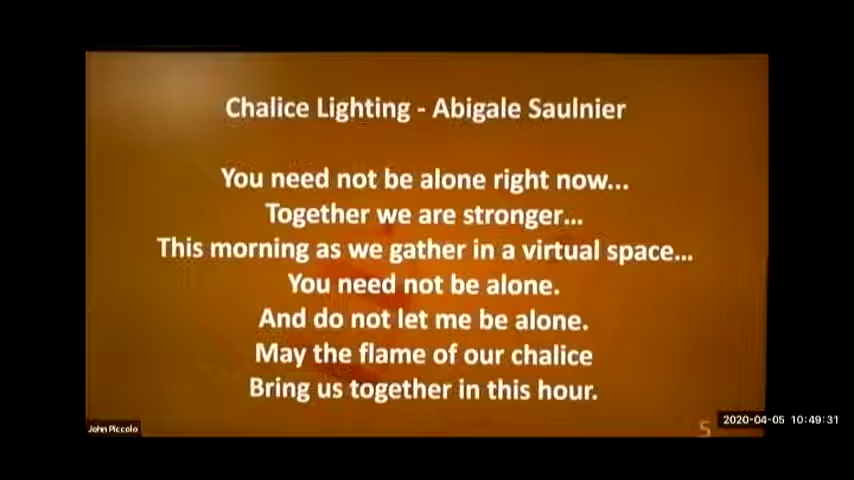 Chalice Lighting - Abigale Saulnier
You need not be alone right now...
Together we are stronger...
This morning as we gather in a virtual space...
You need not be alone.
And do not let me be alone.
May the flame of our chalice
Bring us together in this hour.
5
2020-04-05 10:49:31
John Piccolo